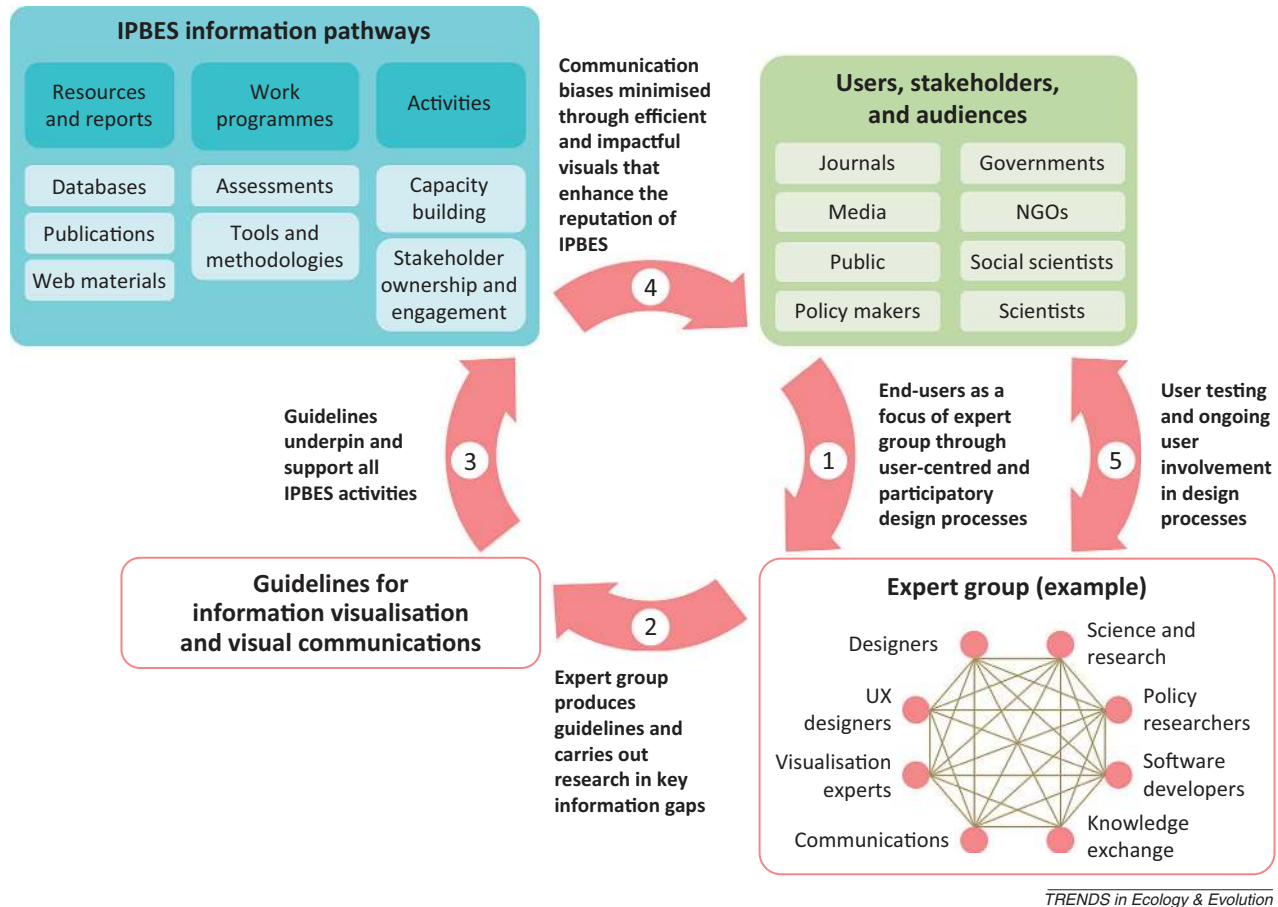 IPBES information pathways
Resources
and reports
Databases
Publications
Web materials
Work
programmes
Assessments
Tools and
methodologies
Activities
Capacity
building
Stakeholder
ownership and
engagement
Communication
biases minimised
through efficient
and impactful
visuals that
enhance the
reputation of
IPBES
4
Users, stakeholders,
and audiences
Journals
Media
Public
Policy makers
Governments
NGOs
Social scientists
Scientists
Guidelines
underpin and
support all
IPBES activities
3
1
End-users as a
focus of expert
group through
user-centred and
participatory
design processes
5
User testing
and ongoing
user
involvement
in design
processes
Guidelines for
information visualisation
and visual communications
2
Expert group
produces
guidelines and
carries out
research in key
information gaps
Expert group (example)
Designers
UX
designers
Visualisation
experts
Communications
Science and
research
Policy
researchers
Software
developers
Knowledge
exchange
TRENDS in Ecology & Evolution